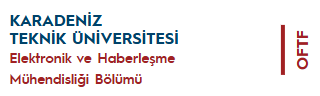 KARADENİZ
TEKNİK ÜNİVERSİTESİ
Elektronik ve Haberleşme
Mühendisliği Bölümü
OFTF